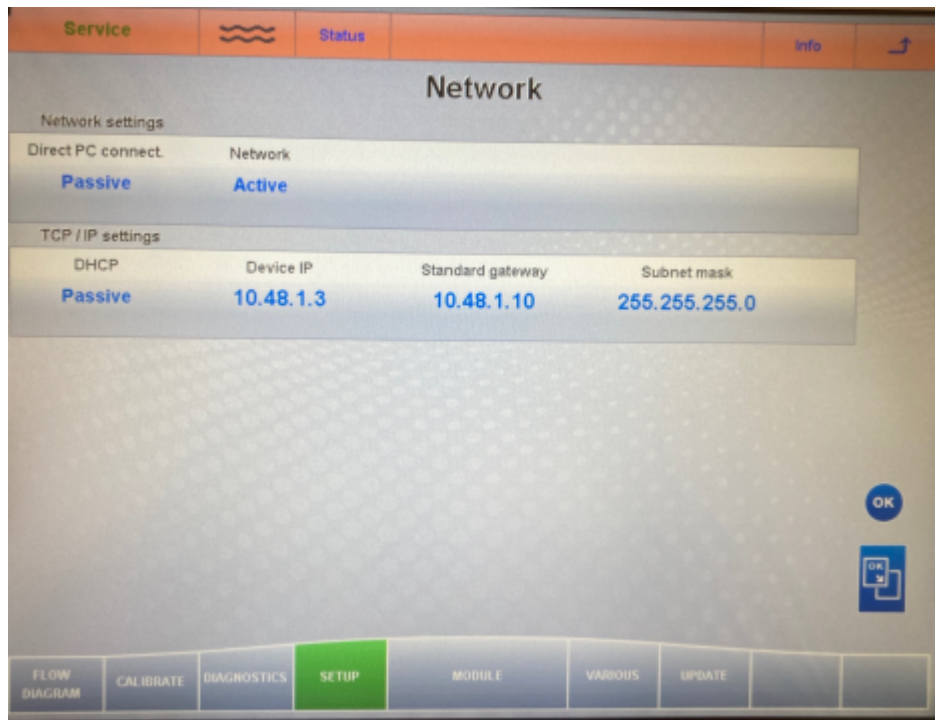 Service Status Info
Network
Network settings
Direct PC connect. Network
Passive Active
TCP / IP settings
DHCP Device IP Standard gateway Subnet mask
Passive 10.48.1.3 10.48.1.10 255.255.255.0
OK
OK
FLOW DIAGRAM CALIBRATE DIAGNOSTICS SETUP MODULE VARIOUS UPDATE